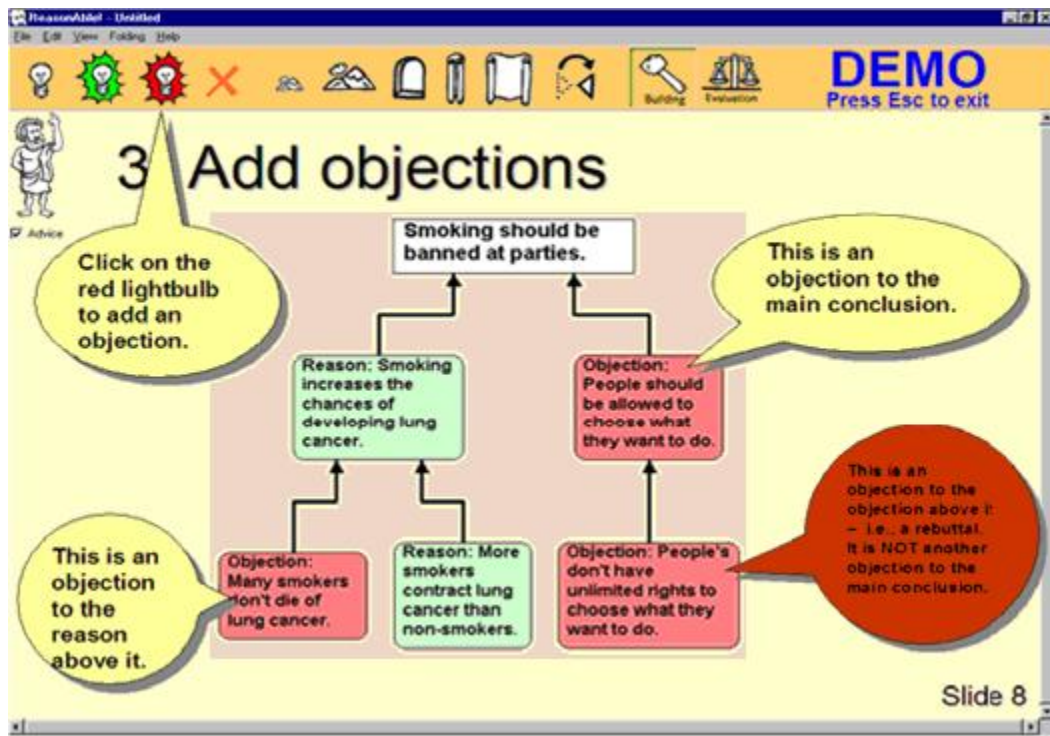 ReasonAble! - Untitled
File Edit View Folding Help
Building
Evaluation
DEMO
Press Esc to exit
Advice
3 Add objections
Click on the
red lightbulb
to add an
objection.
Smoking should be
banned at parties.
This is an
objection to the
main conclusion.
Reason: Smoking
increases the
chances of
developing lung
cancer.
Objection:
People should
be allowed to
choose what
they want to do.
This is an
objection to the
objection above it
– i.e., a rebuttal.
It is NOT another
objection to the
main conclusion.
This is an
objection
to the
reason
above it.
Objection:
Many smokers
don't die of
lung cancer.
Reason: More
smokers
contract lung
cancer than
non-smokers.
Objection: People's
don't have
unlimited rights to
choose what they
want to do.
Slide 8